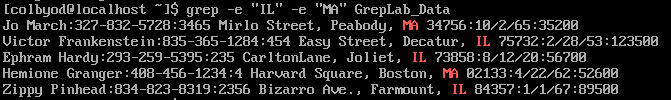 [colbyod@localhost ~]$ grep -e "IL" -e "MA" GrepLab_Data
Jo March:327-832-5728:3465 Mirlo Street, Peabody, MA 34756:10/2/65:35200
Victor Frankenstein:835-365-1284:454 Easy Street, Decatur, IL 75732:2/28/53:123500
Ephram Hardy:293-259-5395:235 CarltonLane, Joliet, IL 73858:8/12/20:56700
Hemione Granger:408-456-1234:4 Harvard Square, Boston, MA 02133:4/22/62:52600
Zippy Pinhead:834-823-8319:2356 Bizarro Ave., Farmount, IL 84357:1/1/67:89500